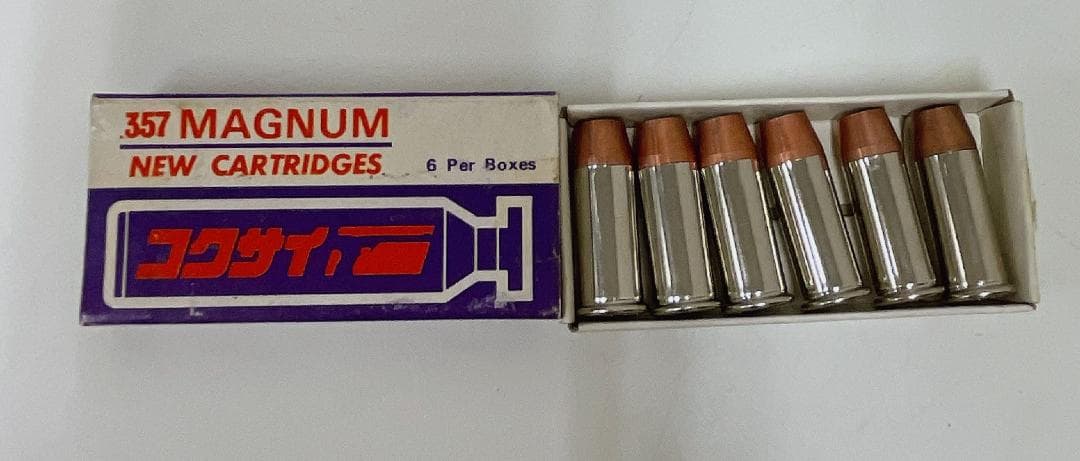 .357 MAGNUM
NEW CARTRIDGES
6 Per Boxes
コクサイ